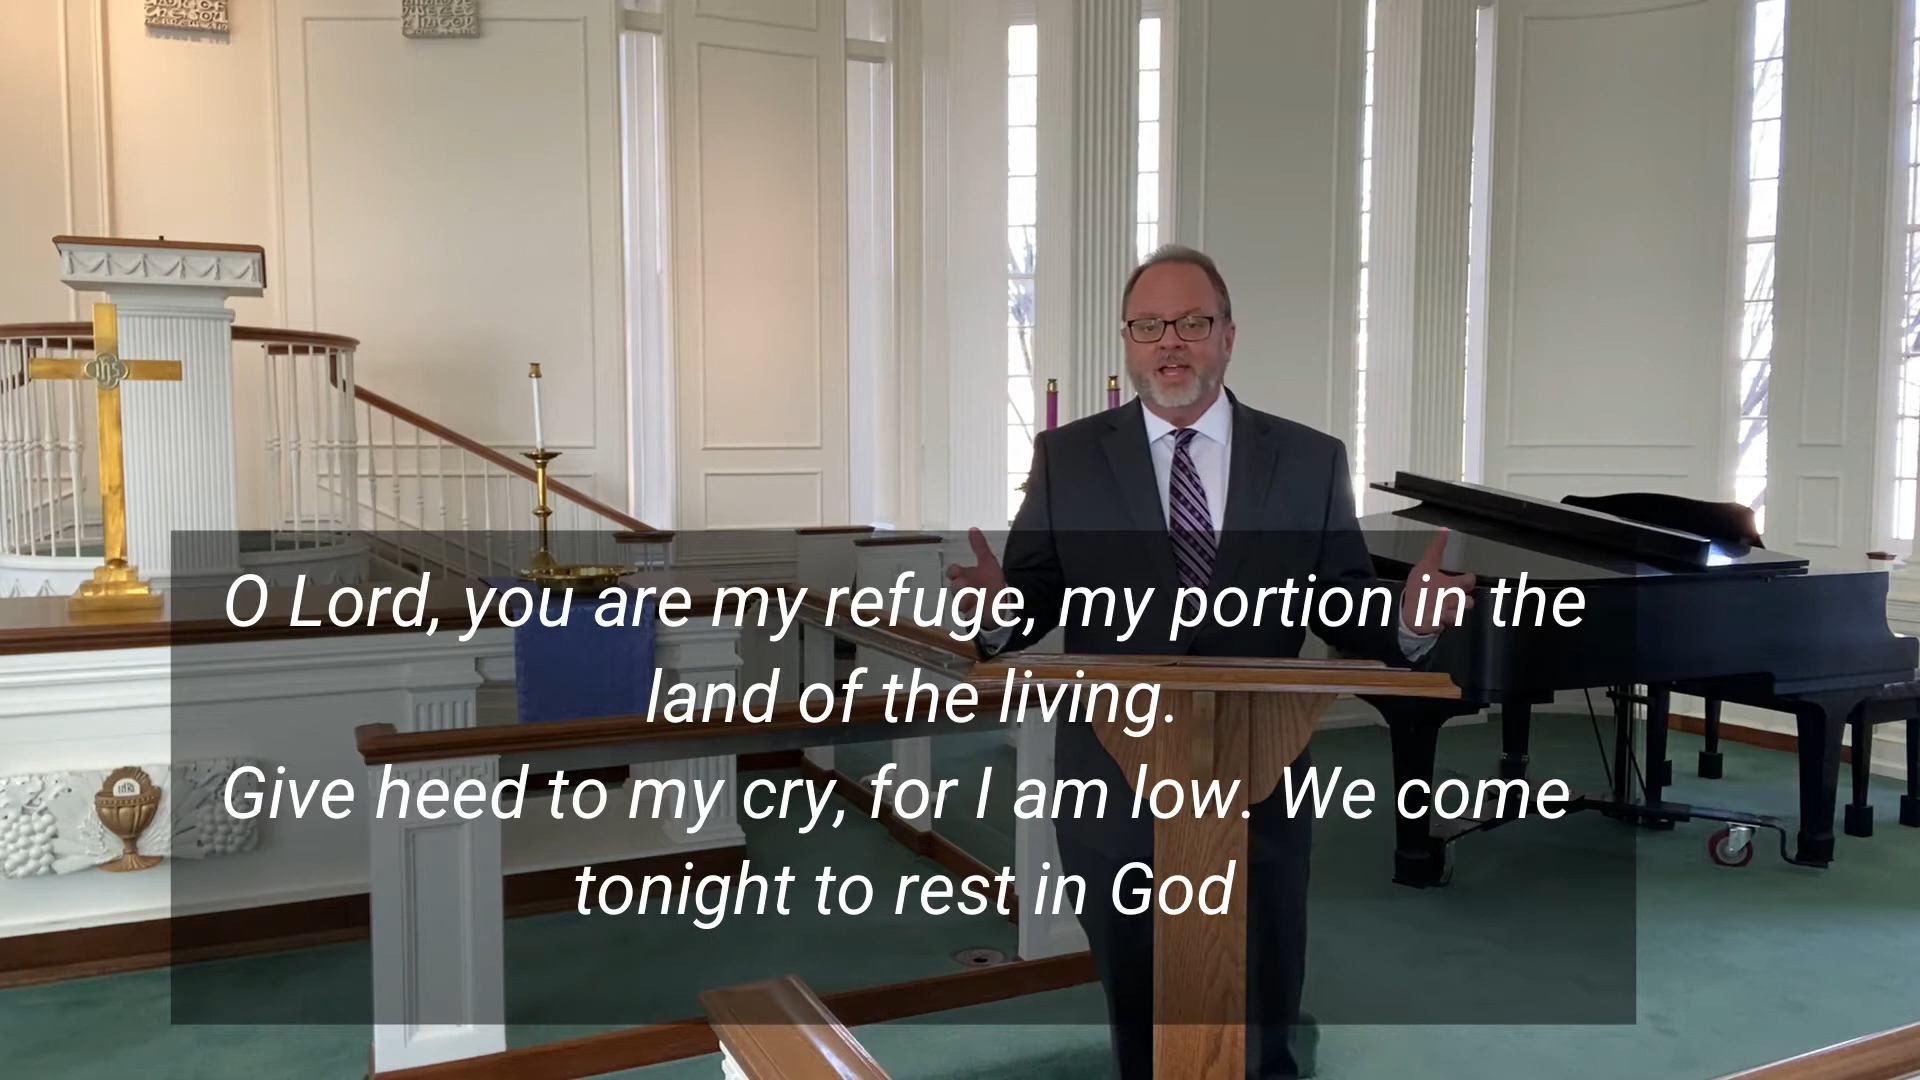 O Lord, you are my refuge, my portion in the
land of the living.
Give heed to my cry, for I am low. We come
tonight to rest in God
IHS